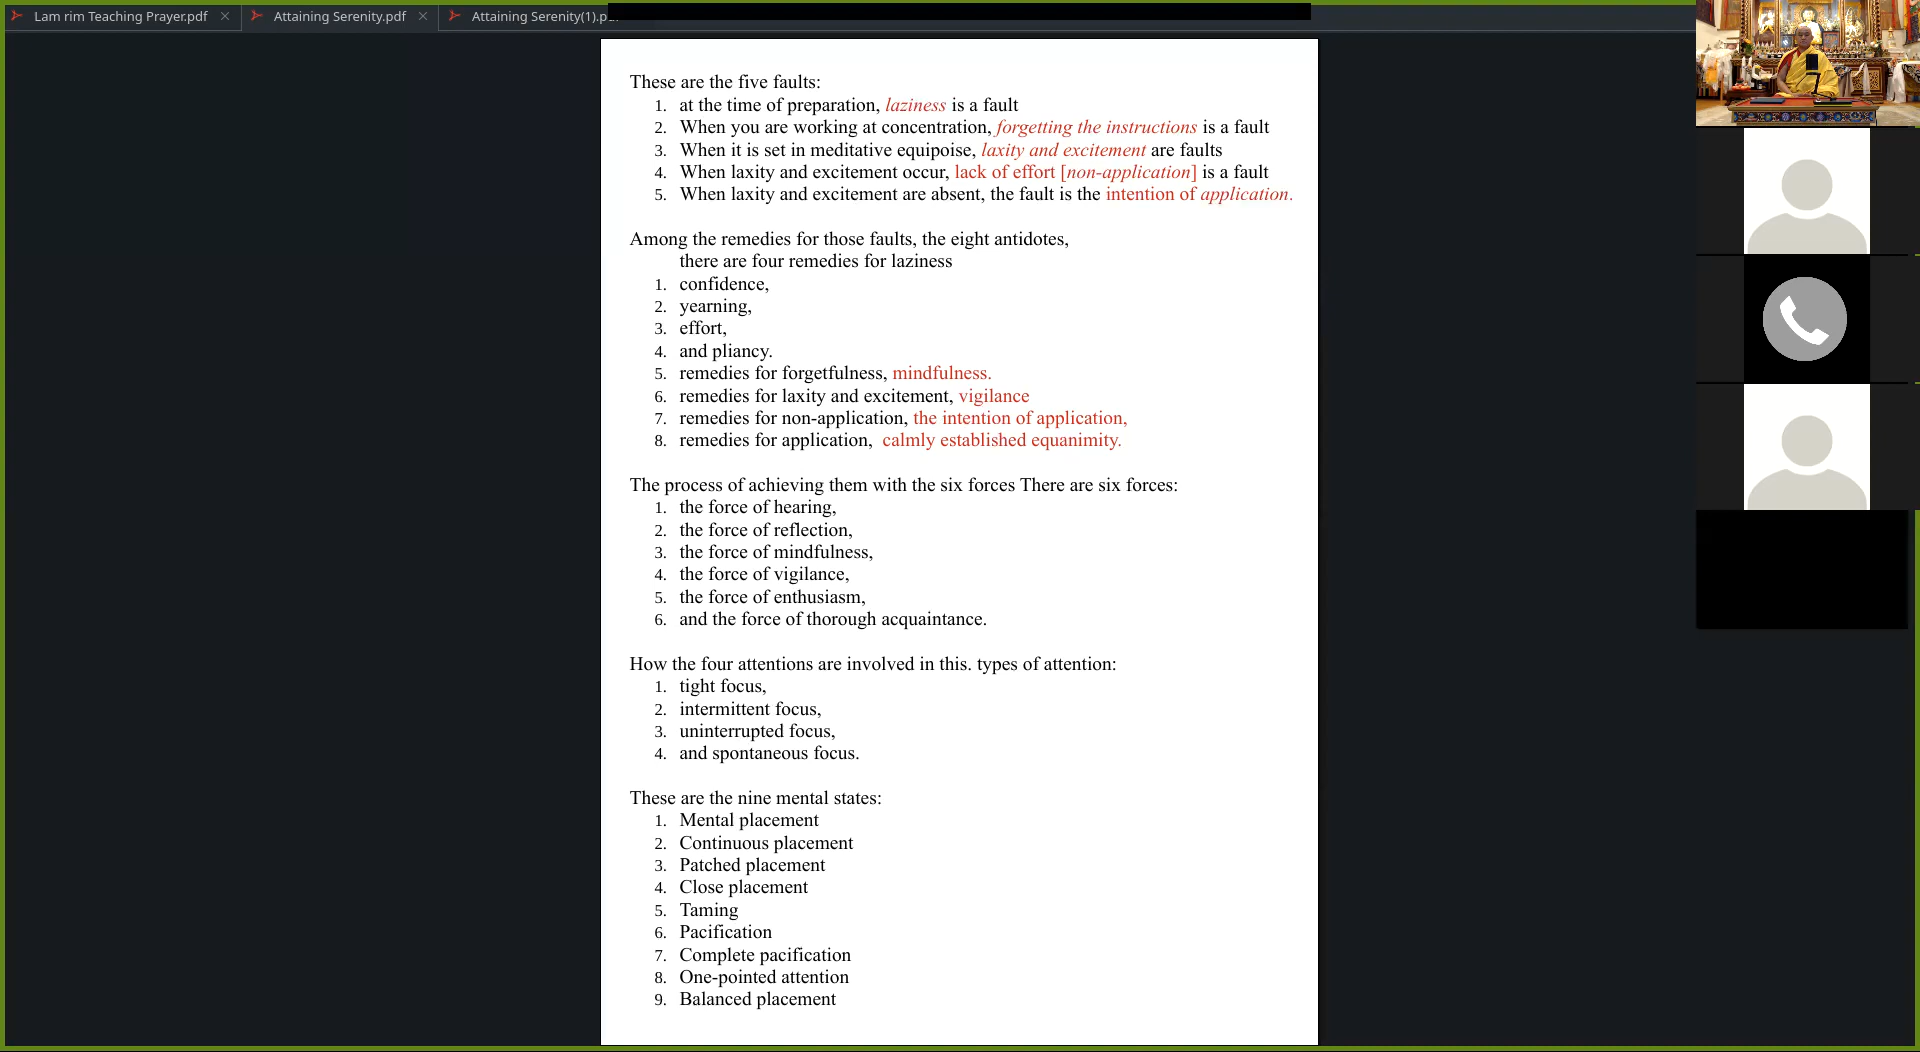 Lam rim Teaching Prayer.pdf
Attaining Serenity.pdf
Attaining Serenity(1).p
These are the five faults:
1. at the time of preparation, laziness is a fault
2. When you are working at concentration, forgetting the instructions is a fault
3. When it is set in meditative equipoise, laxity and excitement are faults
4. When laxity and excitement occur, lack of effort [non-application] is a fault
5. When laxity and excitement are absent, the fault is the intention of application.
Among the remedies for those faults, the eight antidotes,
there are four remedies for laziness
1. confidence,
2. yearning,
3. effort,
4. and pliancy.
5. remedies for forgetfulness, mindfulness.
6. remedies for laxity and excitement, vigilance
7. remedies for non-application, the intention of application,
8. remedies for application, calmly established equanimity.
The process of achieving them with the six forces There are six forces:
1. the force of hearing,
2. the force of reflection,
3. the force of mindfulness,
4. the force of vigilance,
5. the force of enthusiasm,
6. and the force of thorough acquaintance.
How the four attentions are involved in this. types of attention:
1. tight focus,
2. intermittent focus,
3. uninterrupted focus,
4. and spontaneous focus.
These are the nine mental states:
1. Mental placement
2. Continuous placement
3. Patched placement
4. Close placement
5. Taming
6. Pacification
7. Complete pacification
8. One-pointed attention
9. Balanced placement